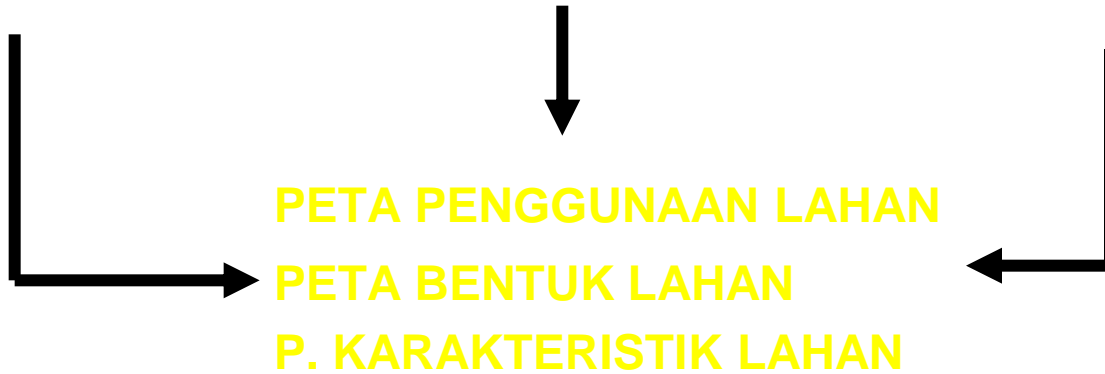 PETA PENGGUNAAN LAHAN
PETA BENTUK LAHAN
P. KARAKTERISTIK LAHAN